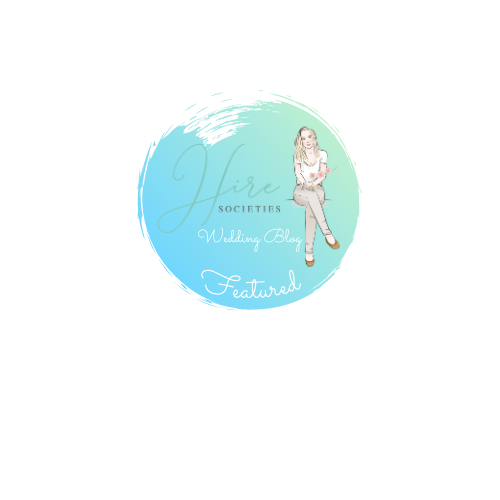 Hire
SOCIETIES
Wedding Blog
Featured